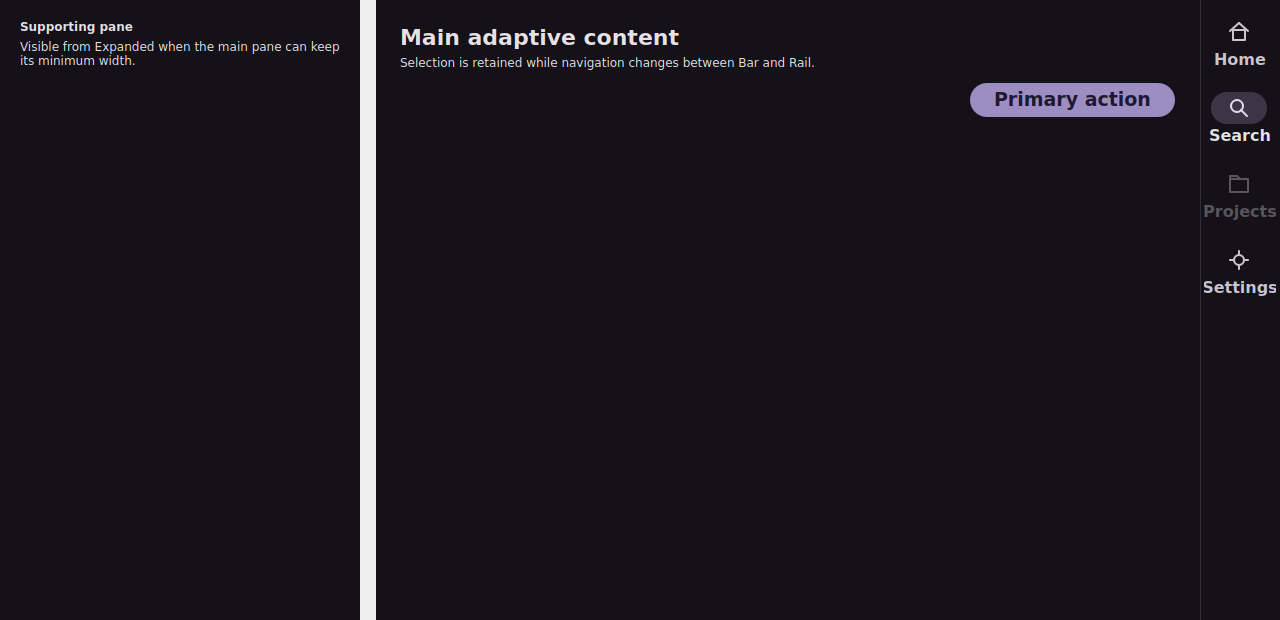 Supporting pane
Visible from Expanded when the main pane can keep
its minimum width.
Main adaptive content
Selection is retained while navigation changes between Bar and Rail.
Primary action
Home
Search
Projects
Settings